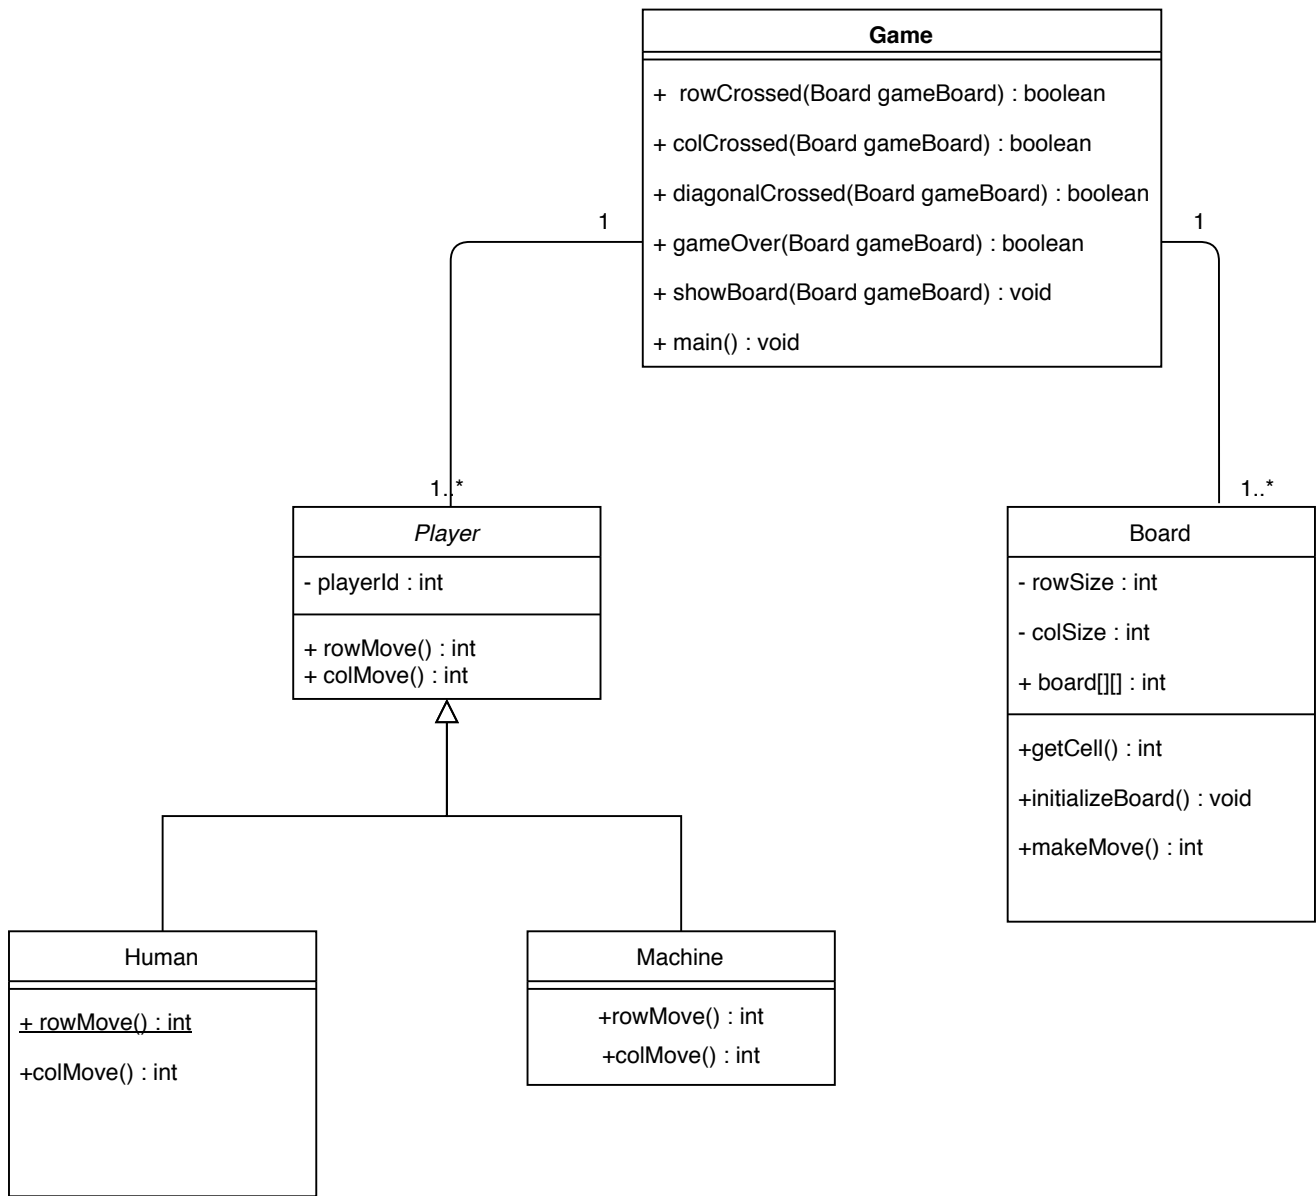 Game
+ rowCrossed(Board gameBoard) : boolean
+ colCrossed(Board gameBoard) : boolean
+ diagonalCrossed(Board gameBoard) : boolean
+ gameOver(Board gameBoard) : boolean
+ showBoard(Board gameBoard) : void
+ main() : void
1
1
1..*
1..*
Player
- playerId : int
+ rowMove() : int
+ colMove() : int
Board
- rowSize : int
- colSize : int
+ board[][] : int
+getCell() : int
+initializeBoard() : void
+makeMove() : int
Human
+ rowMove() : int
+colMove() : int
Machine
+rowMove() : int
+colMove() : int